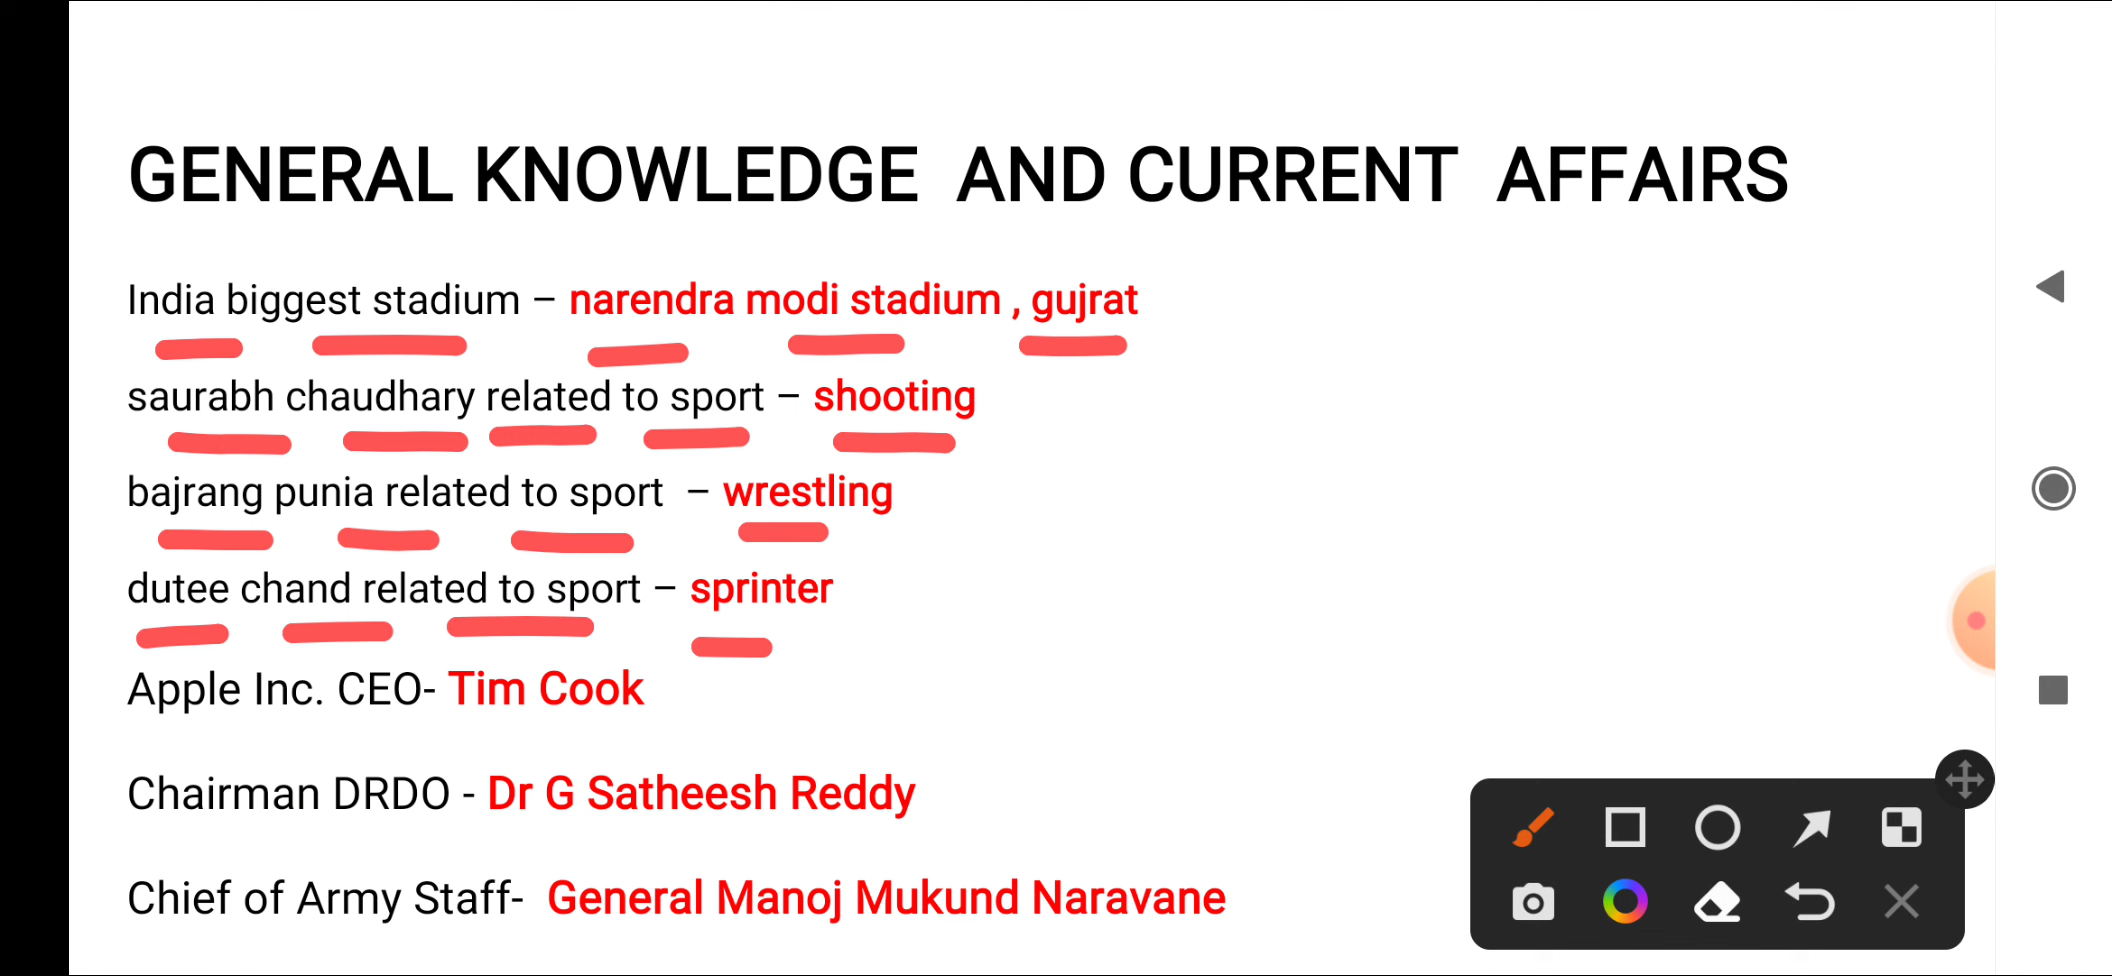 GENERAL KNOWLEDGE AND CURRENT AFFAIRS
India biggest stadium – narendra modi stadium , gujrat
saurabh chaudhary related to sport – shooting
bajrang punia related to sport – wrestling
dutee chand related to sport – sprinter
Apple Inc. CEO- Tim Cook
Chairman DRDO - Dr G Satheesh Reddy
Chief of Army Staff- General Manoj Mukund Naravane